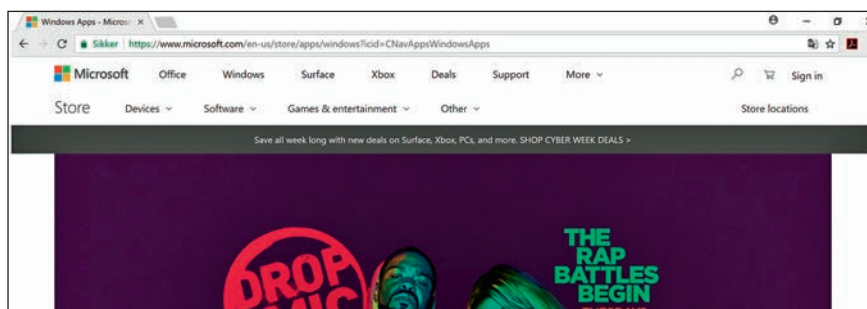 Windows Apps - Micros
Sikker https://www.microsoft.com/en-us/store/apps/windows?icid=CNavAppsWindowsApps
Microsoft Office Windows Surface Xbox Deals Support More Sign in
Store Devices Software Games & entertainment Other Store locations
Save all week long with new deals on Surface, Xbox, PCs, and more. SHOP CYBER WEEK DEALS >
DROP
MIC
THE
RAP
BATTLES
BEGIN
TUESDAYS